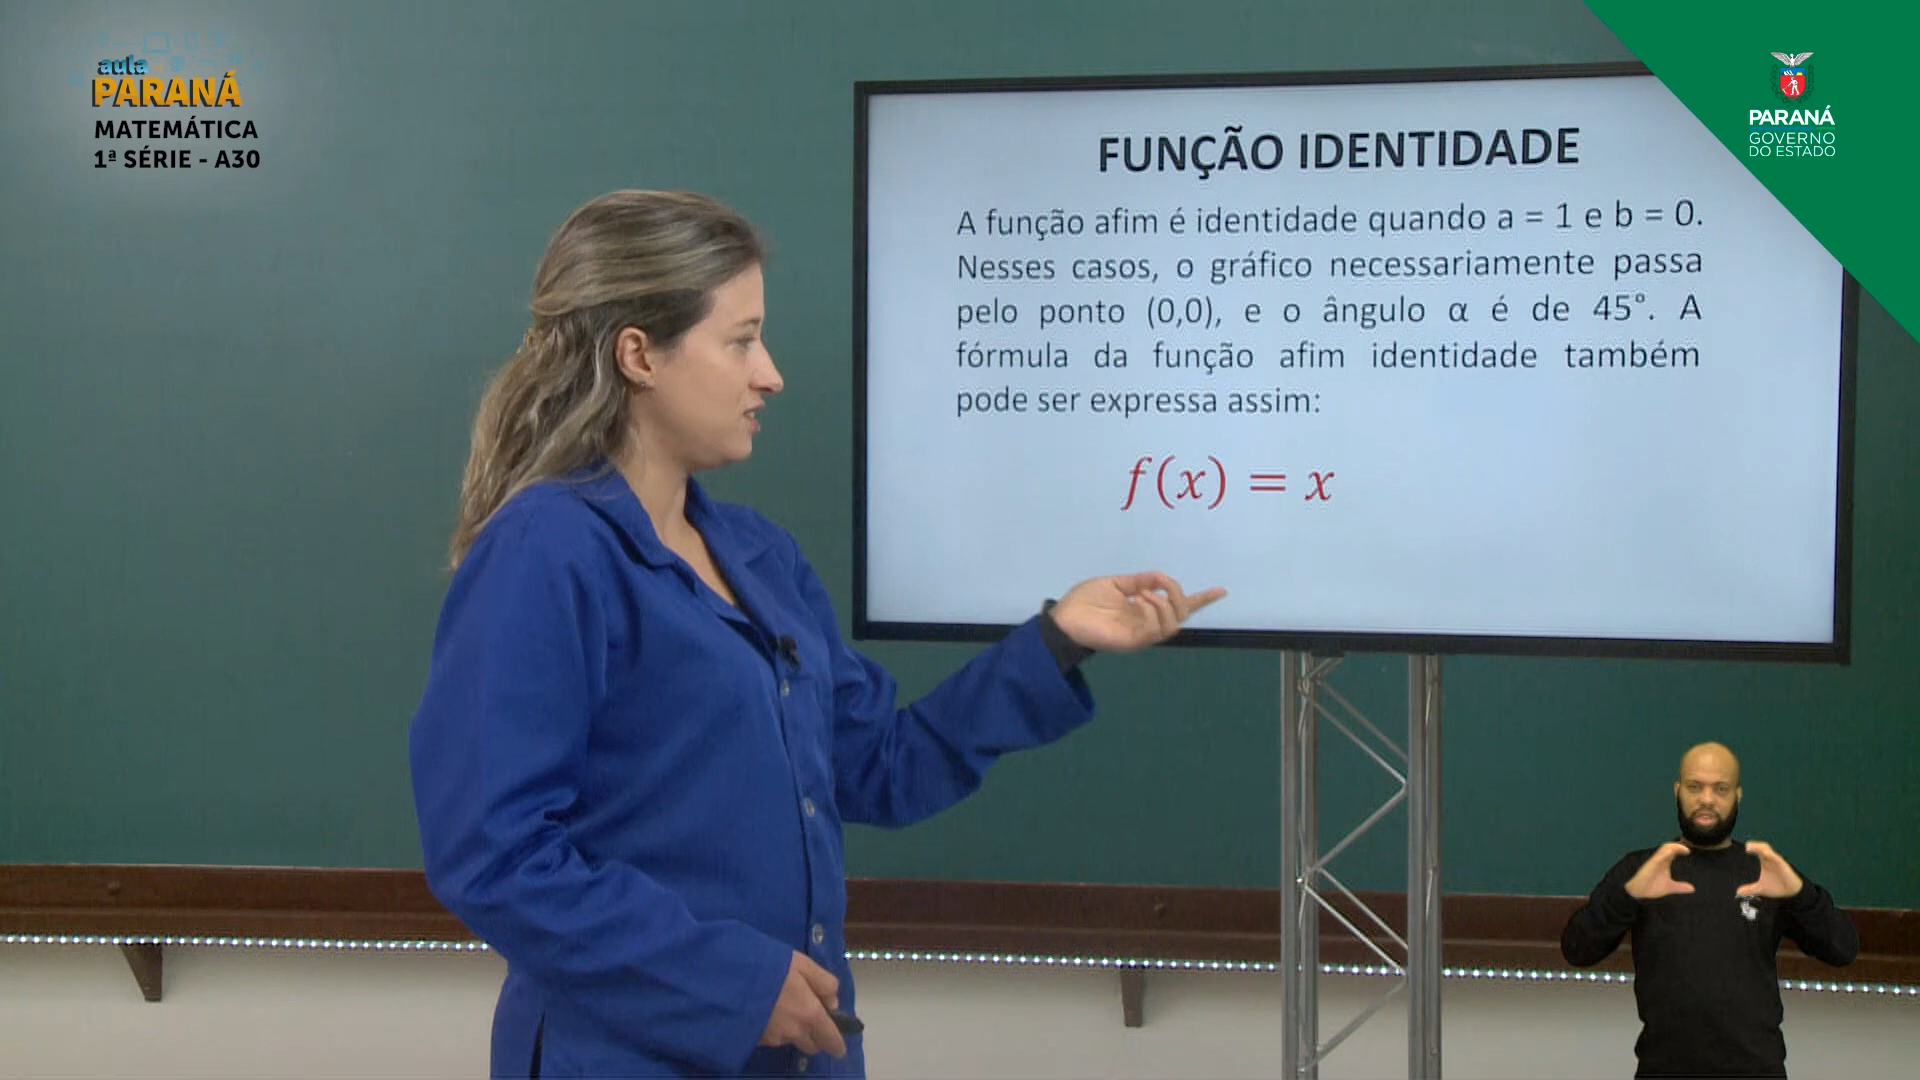 aula
PARANÁ
MATEMÁTICA
1ª SÉRIE - A30
PARANÁ
GOVERNO
DO ESTADO
FUNÇÃO IDENTIDADE
A função afim é identidade quando a = 1 e b = 0.
Nesses casos, o gráfico necessariamente passa
pelo ponto (0,0), e o ângulo α é de 45°. A
fórmula da função afim identidade também
pode ser expressa assim:
f(x) = x